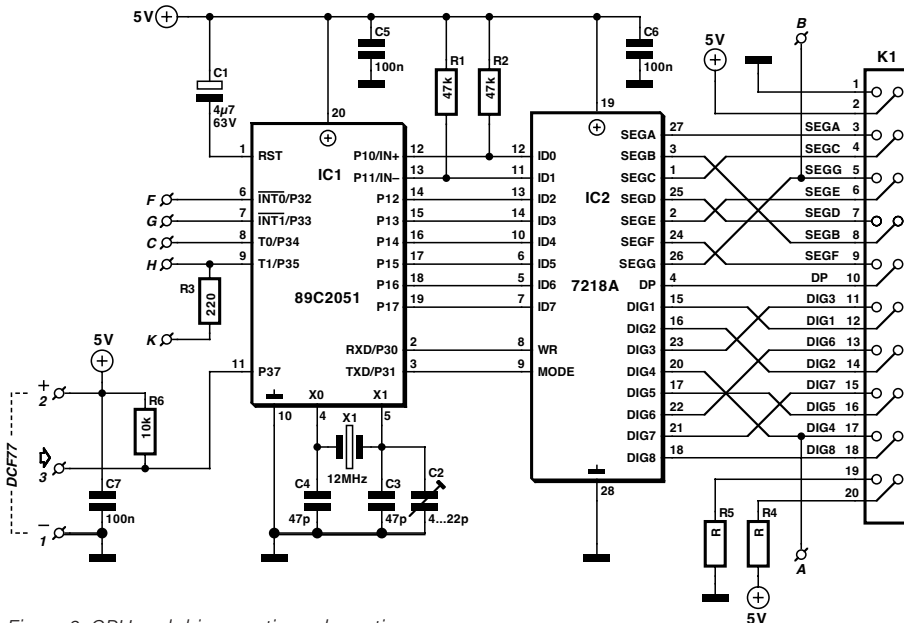 5V
C1
4µ7
63V
C5
100n
R1
47k
R2
47k
C6
100n
5V
B
K1
20
19
1 RST
P10/IN+ 12
P11/IN– 13
P12 14
P13 15
P14 16
P15 17
P16 18
P17 19
RXD/P30 2
TXD/P31 3
IC1
89C2051
F 6 INT0/P32
G 7 INT1/P33
C 8 T0/P34
H 9 T1/P35
R3
220
K
11 P37
X0 X1
10 4 5
5V
+
2
DCF77
3
–
1
R6
10k
C7
100n
X1
12MHz
C4
47p
C3
47p
C2
4...22p
12 ID0
11 ID1
13 ID2
14 ID3
10 ID4
6 ID5
5 ID6
7 ID7
8 WR
9 MODE
IC2
7218A
SEGA 27
SEGB 3
SEGC 1
SEGD 25
SEGE 2
SEGF 24
SEGG 26
DP 4
DIG1 15
DIG2 16
DIG3 23
DIG4 20
DIG5 17
DIG6 22
DIG7 21
DIG8 18
28
1
2
SEGA 3
SEGC 4
SEGG 5
SEGE 6
SEGD 7
SEGB 8
SEGF 9
DP 10
DIG3 11
DIG1 12
DIG6 13
DIG2 14
DIG7 15
DIG5 16
DIG4 17
DIG8 18
19
20
R5
R
R4
R
A
5V
Figure CPU and driver section schematic